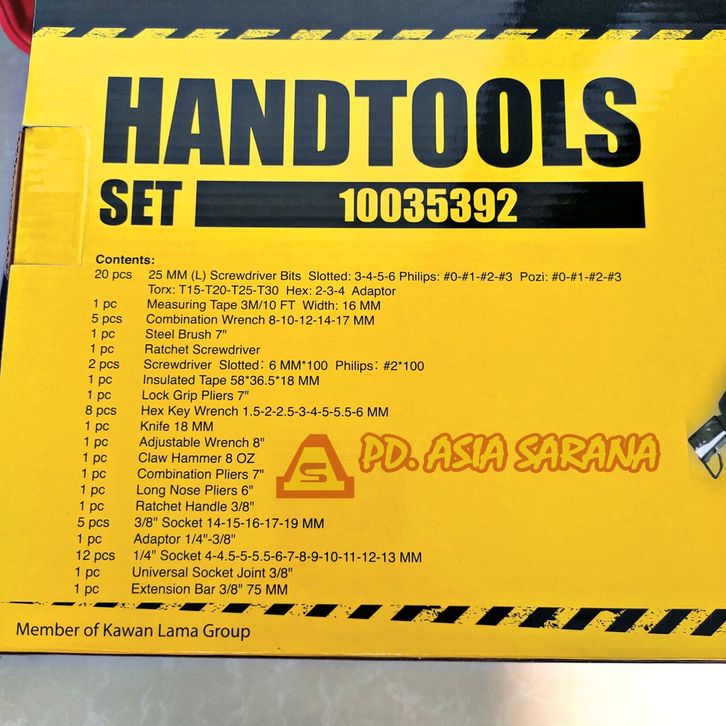 HANDTOOLS
SET 10035392
Contents:
20 pcs 25 MM (L) Screwdriver Bits Slotted: 3-4-5-6 Philips: #0-#1-#2-#3 Pozi: #0-#1-#2-#3
Torx: T15-T20-T25-T30 Hex: 2-3-4 Adaptor
1 pc Measuring Tape 3M/10 FT Width: 16 MM
5 pcs Combination Wrench 8-10-12-14-17 MM
1 pc Steel Brush 7"
1 pc Ratchet Screwdriver
2 pcs Screwdriver Slotted: 6 MM*100 Philips: #2*100
1 pc Insulated Tape 58*36.5*18 MM
1 pc Lock Grip Pliers 7"
8 pcs Hex Key Wrench 1.5-2-2.5-3-4-5-5.5-6 MM
1 pc Knife 18 MM
1 pc Adjustable Wrench 8"
1 pc Claw Hammer 8 OZ
1 pc Combination Pliers 7"
1 pc Long Nose Pliers 6"
1 pc Ratchet Handle 3/8"
5 pcs 3/8" Socket 14-15-16-17-19 MM
1 pc Adaptor 1/4"-3/8"
12 pcs 1/4" Socket 4-4.5-5-5.5-6-7-8-9-10-11-12-13 MM
1 pc Universal Socket Joint 3/8"
1 pc Extension Bar 3/8" 75 MM
AS PD. ASIA SARANA
Member of Kawan Lama Group